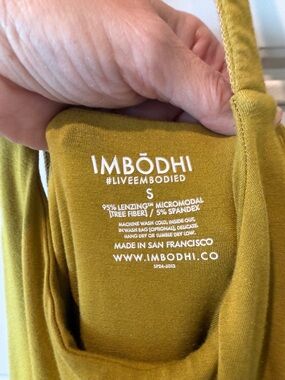 IMBŌDHI
#LIVEEMBODIED
S
95% LENZING™ MICROMODAL
[TREE FIBER] / 5% SPANDEX
MACHINE WASH COLD, INSIDE OUT,
IN WASH BAG [OPTIONAL], DELICATE.
HANG DRY OR TUMBLE DRY LOW.
MADE IN SAN FRANCISCO
WWW.IMBODHI.CO